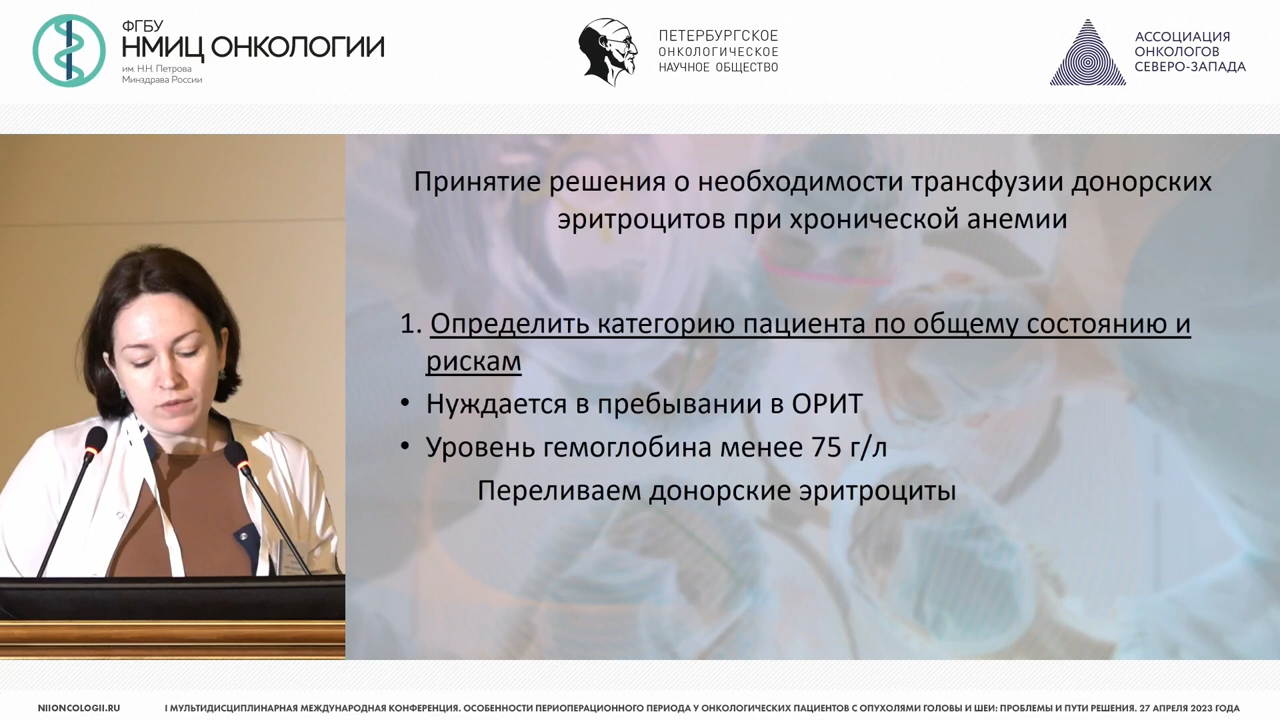 ФГБУ
НМИЦ ОНКОЛОГИИ
им. Н.Н. Петрова
Минздрава России
ПЕТЕРБУРГСКОЕ
ОНКОЛОГИЧЕСКОЕ
НАУЧНОЕ ОБЩЕСТВО
АССОЦИАЦИЯ
ОНКОЛОГОВ
СЕВЕРО-ЗАПАДА
Принятие решения о необходимости трансфузии донорских
эритроцитов при хронической анемии
1. Определить категорию пациента по общему состоянию и
рискам
• Нуждается в пребывании в ОРИТ
• Уровень гемоглобина менее 75 г/л
Переливаем донорские эритроциты
NIIONCOLOGII.RU
I МУЛЬТИДИСЦИПЛИНАРНАЯ МЕЖДУНАРОДНАЯ КОНФЕРЕНЦИЯ. ОСОБЕННОСТИ ПЕРИОПЕРАЦИОННОГО ПЕРИОДА У ОНКОЛОГИЧЕСКИХ ПАЦИЕНТОВ С ОПУХОЛЯМИ ГОЛОВЫ И ШЕИ: ПРОБЛЕМЫ И ПУТИ РЕШЕНИЯ. 27 АПРЕЛЯ 2023 ГОДА